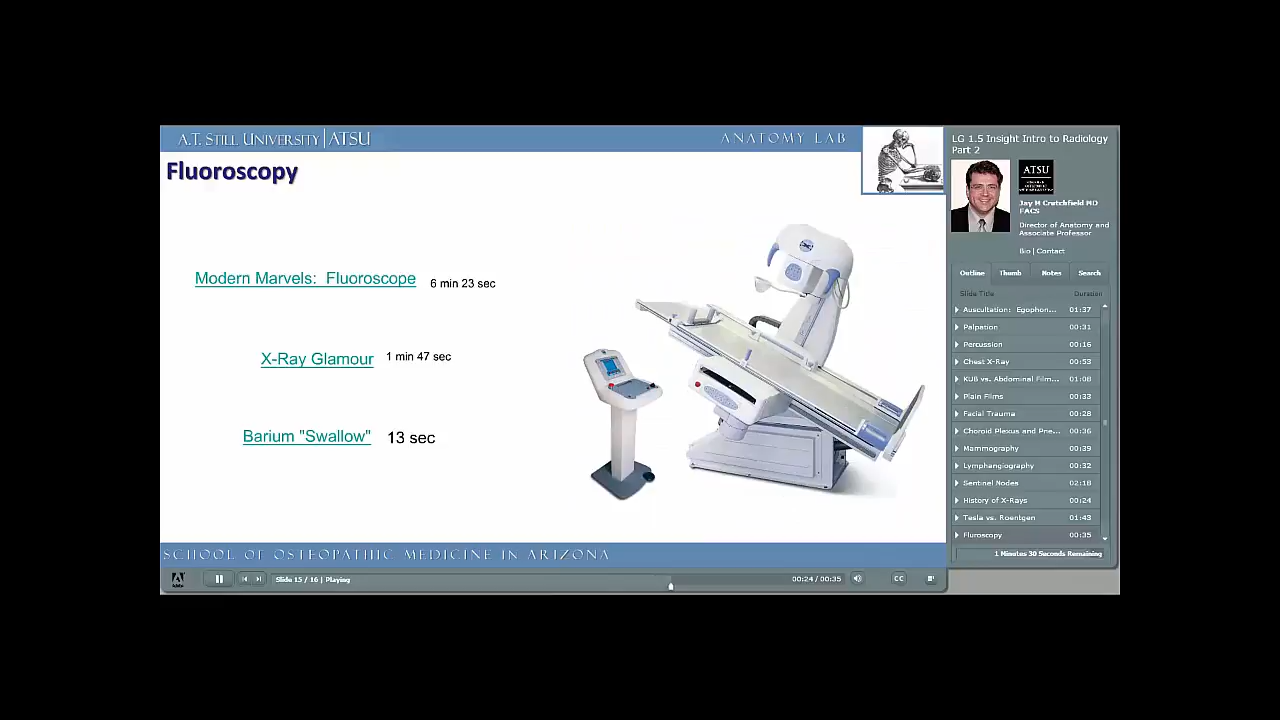 A.T. STILL UNIVERSITY | ATSU
ANATOMY LAB
Fluoroscopy
Modern Marvels:  Fluoroscope 6 min 23 sec
X-Ray Glamour 1 min 47 sec
Barium "Swallow" 13 sec
SCHOOL OF OSTEOPATHIC MEDICINE IN ARIZONA
Slide 15 / 16 | Playing
00:24 / 00:35
CC
LG 1.5 Insight Intro to Radiology
Part 2
ATSU
Jay H Crutchfield MD
FACS
Director of Anatomy and
Associate Professor
Bio | Contact
Outline Thumb Notes Search
Slide Title Duration
Auscultation: Egophon... 01:37
Palpation 00:31
Percussion 00:16
Chest X-Ray 00:53
KUB vs. Abdominal Film... 01:08
Plain Films 00:33
Facial Trauma 00:28
Choroid Plexus and Pne... 00:36
Mammography 00:39
Lymphangiography 00:32
Sentinel Nodes 02:18
History of X-Rays 00:24
Tesla vs. Roentgen 01:43
Fluroscopy 00:35
1 Minutes 30 Seconds Remaining